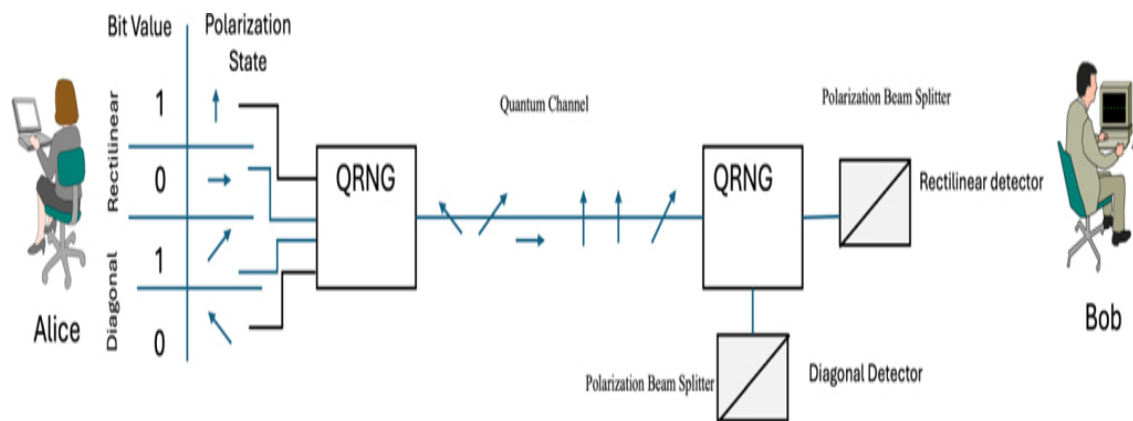 Bit Value
Polarization
State
Rectilinear
1
0
Diagonal
1
0
Alice
QRNG
Quantum Channel
QRNG
Polarization Beam Splitter
Rectilinear detector
Polarization Beam Splitter
Diagonal Detector
Bob